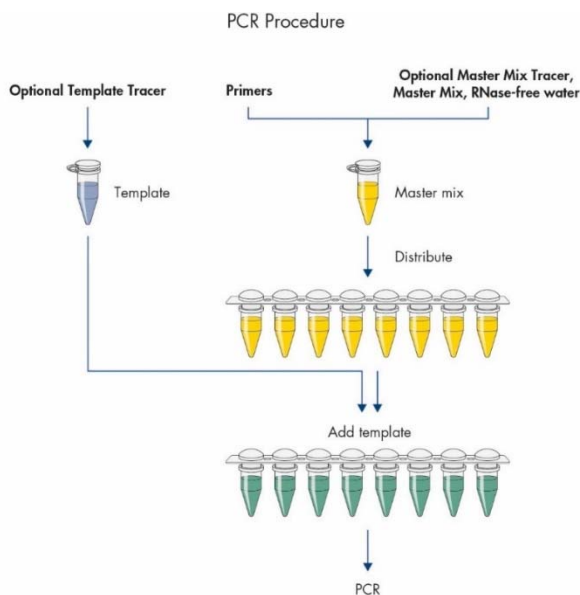 PCR Procedure
Optional Template Tracer
Primers
Optional Master Mix Tracer,
Master Mix, RNase-free water
Template
Master mix
Distribute
Add template
PCR